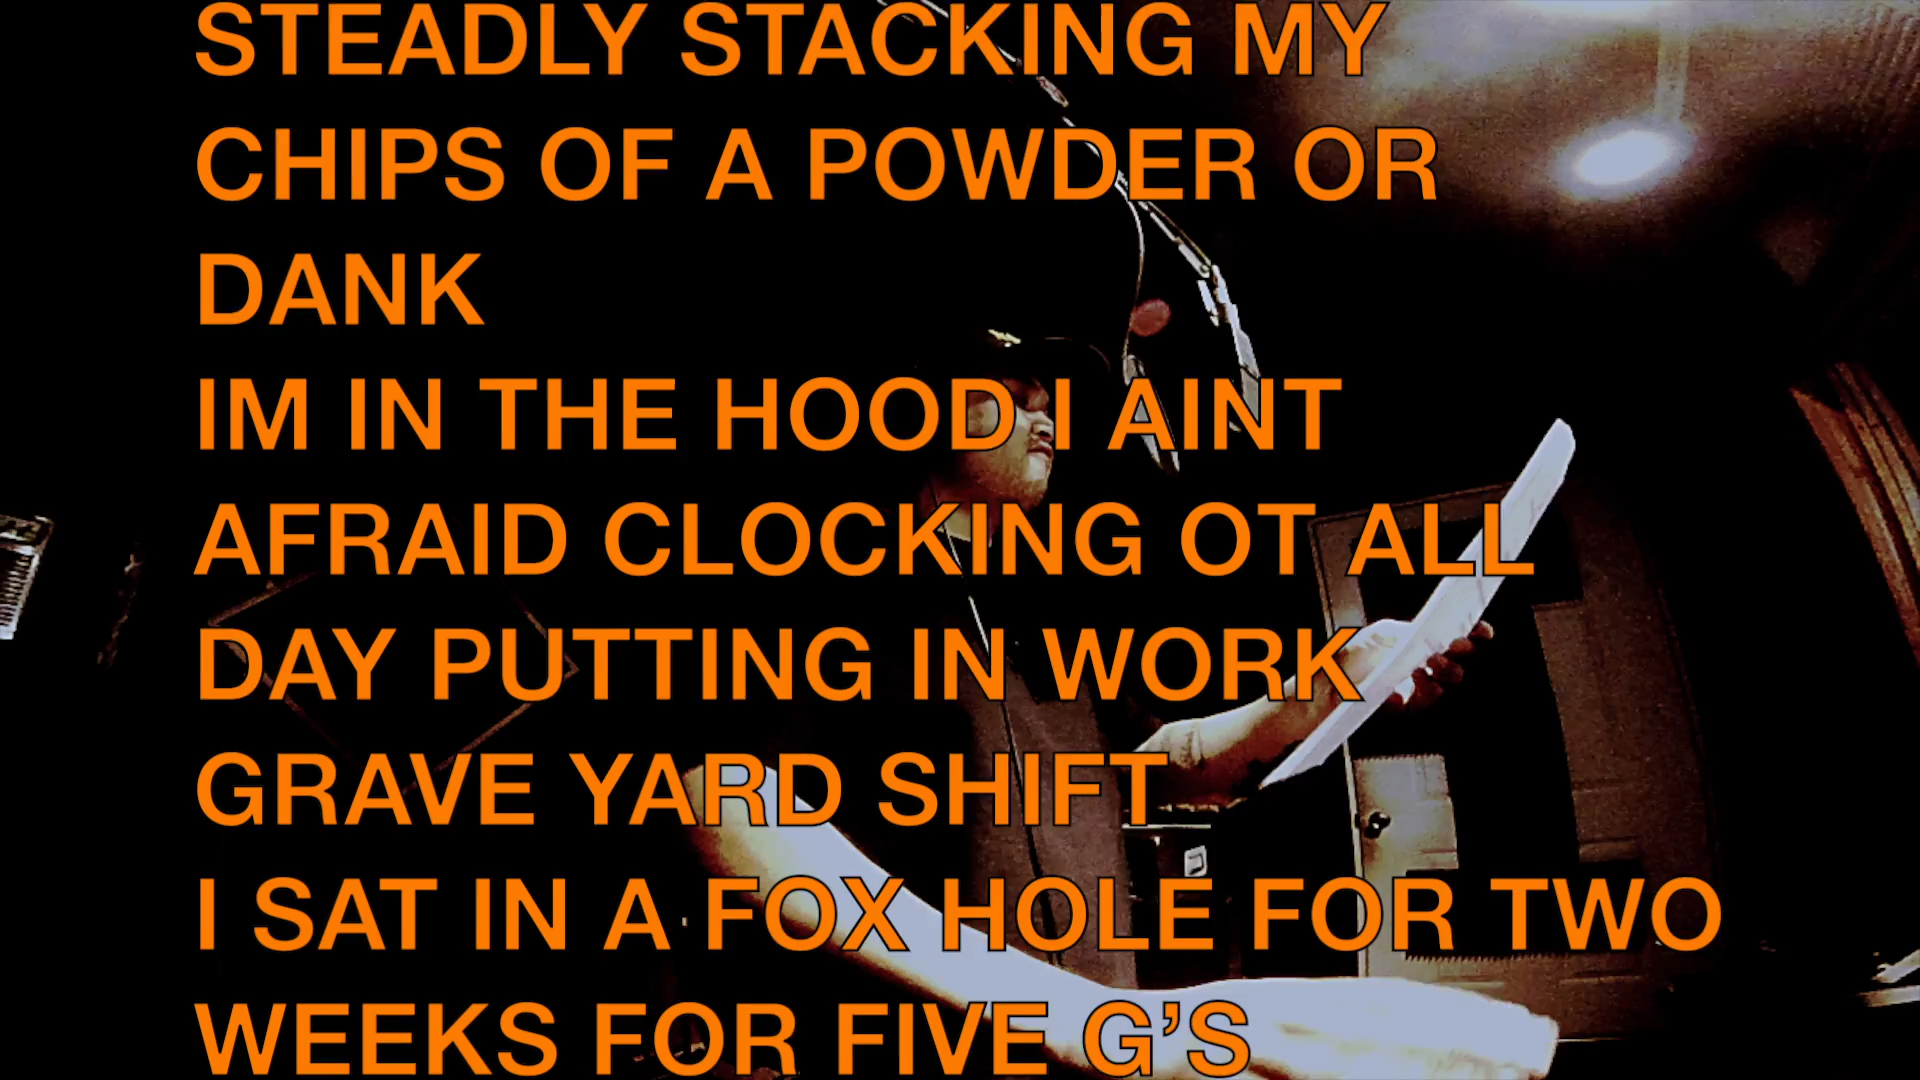 STEADLY STACKING MY
CHIPS OF A POWDER OR
DANK
IM IN THE HOOD I AINT
AFRAID CLOCKING OT ALL
DAY PUTTING IN WORK
GRAVE YARD SHIFT
I SAT IN A FOX HOLE FOR TWO
WEEKS FOR FIVE G'S